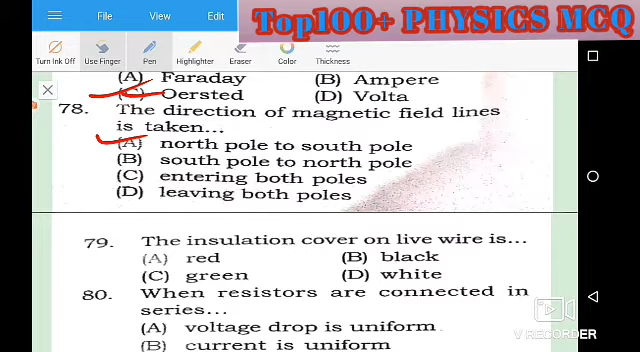 File View Edit Top100+ PHYSICS MCQ
Turn Ink Off Use Finger Pen Highlighter Eraser Color Thickness
(A) Faraday (B) Ampere
(C) Oersted (D) Volta
78. The direction of magnetic field lines
is taken...
(A) north pole to south pole
(B) south pole to north pole
(C) entering both poles
(D) leaving both poles
79. The insulation cover on live wire is...
(A) red (B) black
(C) green (D) white
80. When resistors are connected in
series...
(A) voltage drop is uniform
(B) current is uniform
V RECORDER